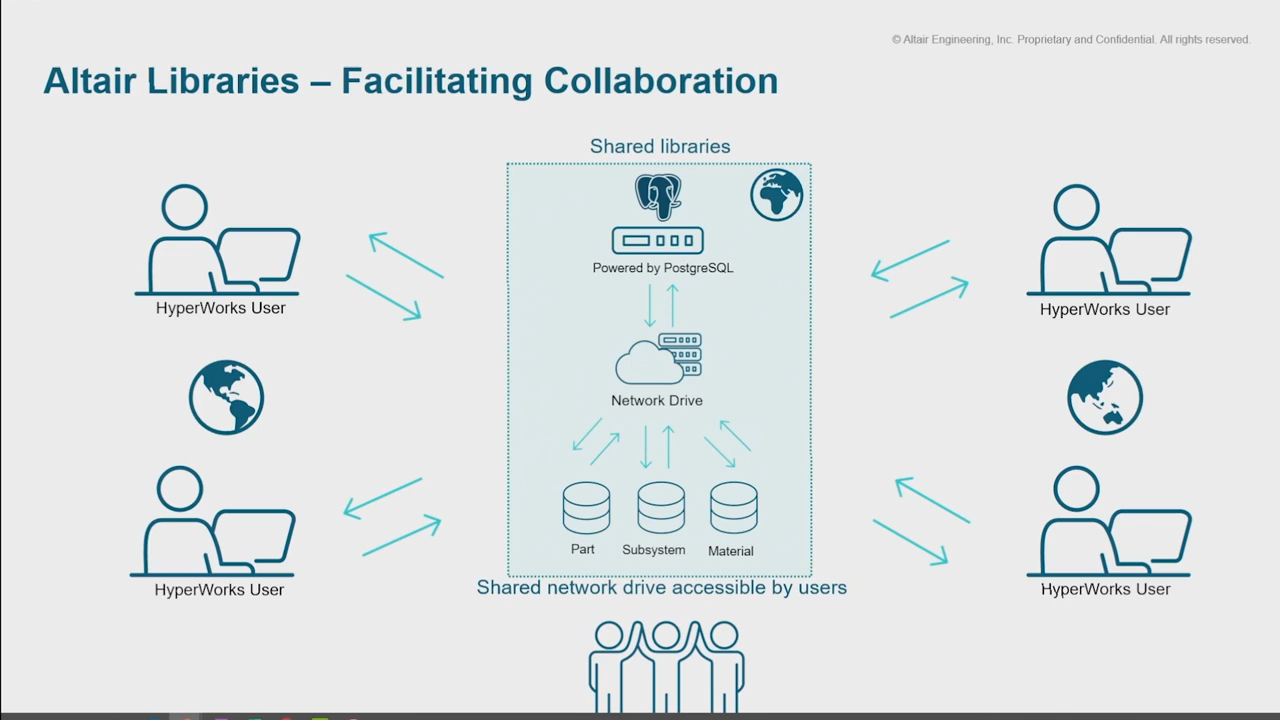 © Altair Engineering, Inc. Proprietary and Confidential. All rights reserved.
Altair Libraries – Facilitating Collaboration
Shared libraries
Powered by PostgreSQL
HyperWorks User
HyperWorks User
Network Drive
Part
Subsystem
Material
Shared network drive accessible by users
HyperWorks User
HyperWorks User